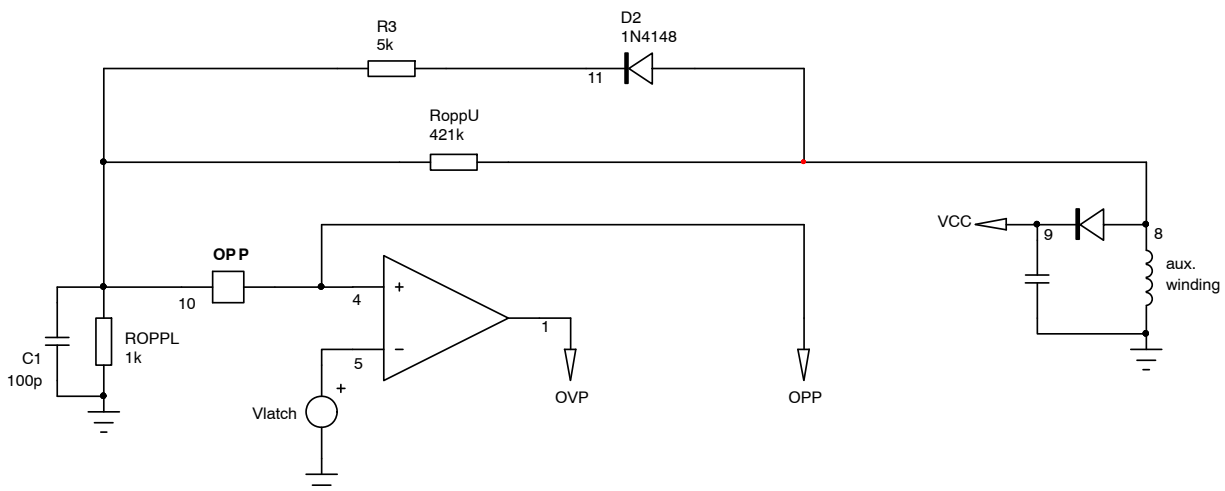 D2
1N4148
R3
5k
11
RoppU
421k
VCC
9
8
aux.
winding
OPP
10
4
+
1
5
−
ROPPL
1k
C1
100p
+
Vlatch
OVP
OPP